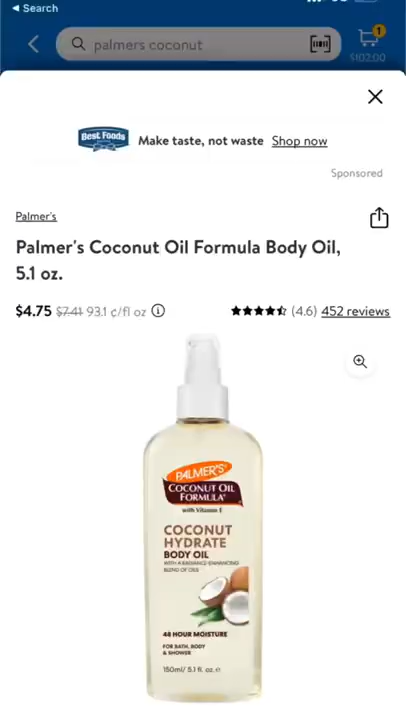 Search
palmers coconut
1
$102.00
Best Foods
Make taste, not waste Shop now
Sponsored
Palmer's
Palmer's Coconut Oil Formula Body Oil,
5.1 oz.
$4.75 $7.41 93.1 ¢/fl oz
(4.6) 452 reviews
PALMER'S
COCONUT OIL
FORMULA
with Vitamin E
COCONUT
HYDRATE
BODY OIL
WITH A RADIANCE-ENHANCING
BLEND OF OILS
48 HOUR MOISTURE
FOR BATH, BODY
& SHOWER
150ml/ 5.1 fl. oz. e